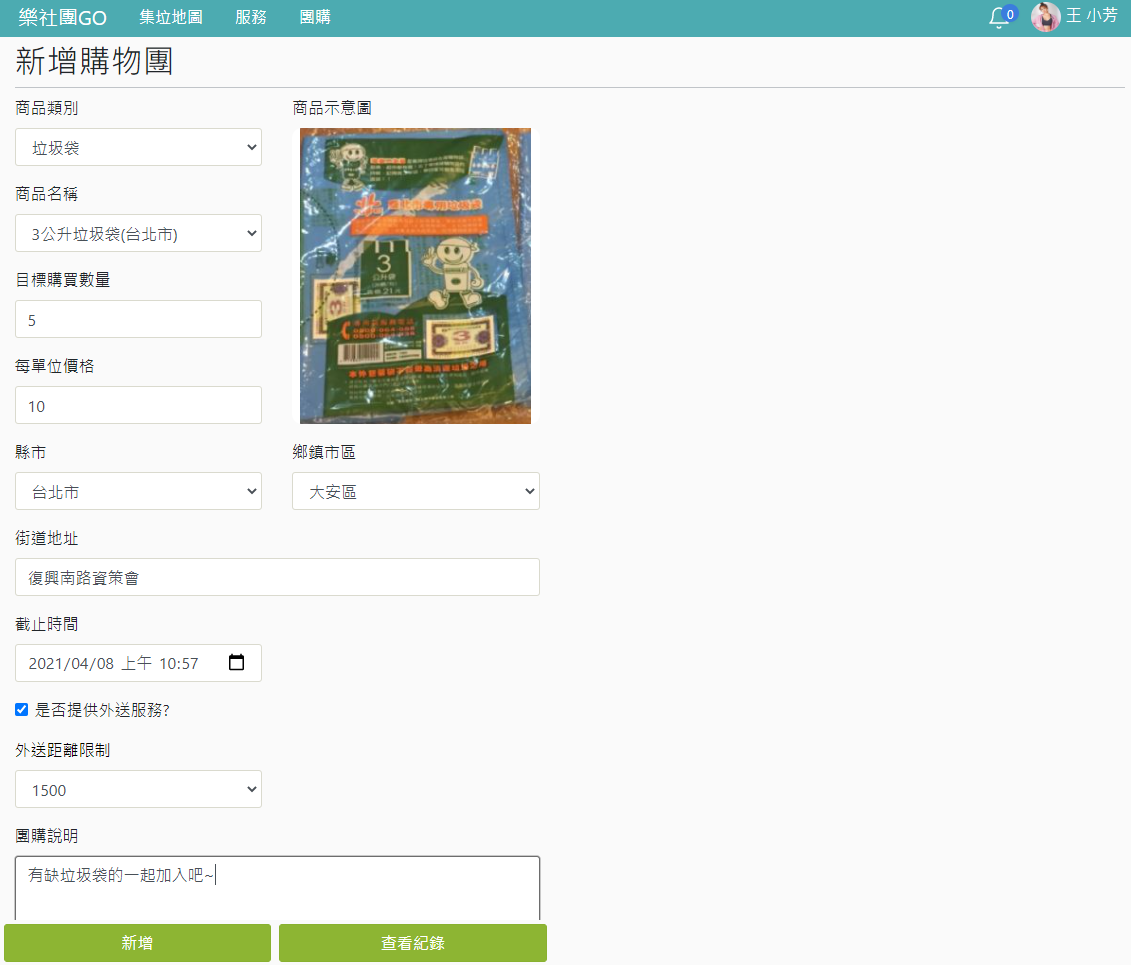 樂社團GO 集垃地圖 服務 團購 0 王 小芳
新增購物團
商品類別 商品示意圖
垃圾袋
商品名稱
3公升垃圾袋(台北市)
3
公升袋
目標購買數量
5
每單位價格
10
縣市 鄉鎮市區
台北市 大安區
街道地址
復興南路資策會
截止時間
2021/04/08 上午 10:57
是否提供外送服務?
外送距離限制
1500
團購說明
有缺垃圾袋的一起加入吧~
新增 查看紀錄